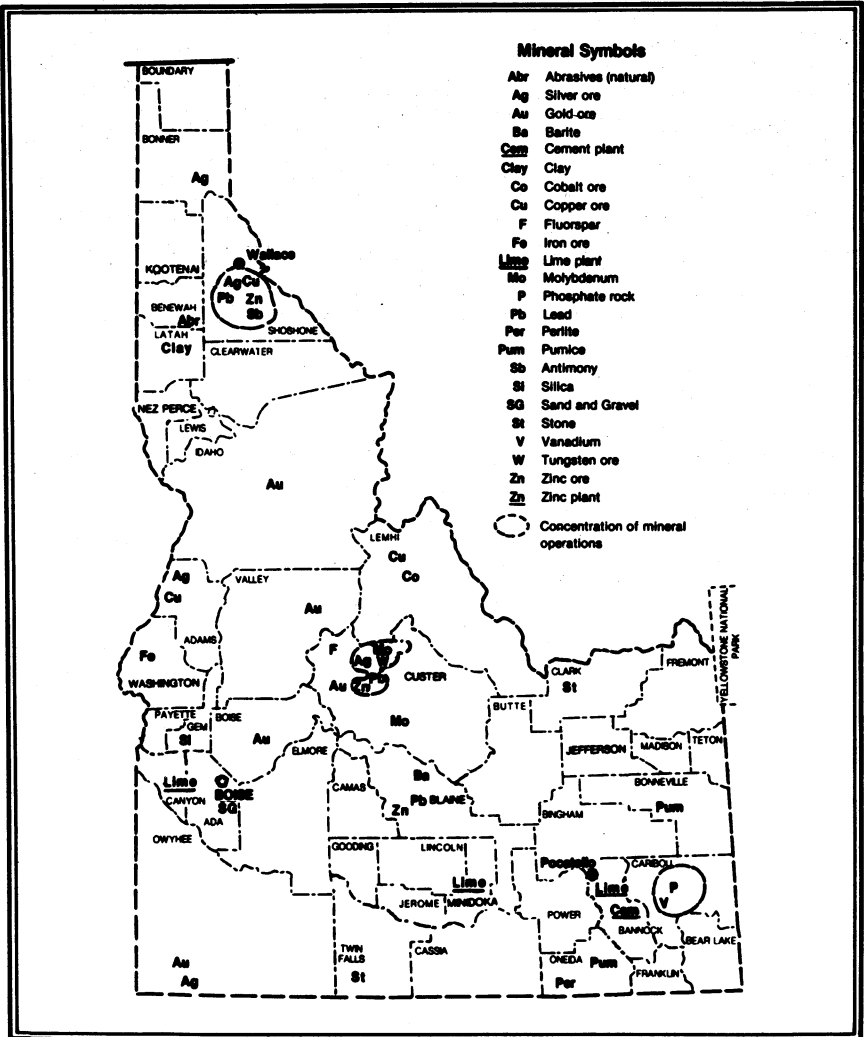 Mineral Symbols
Abr Abrasives (natural)
Ag Silver ore
Au Gold ore
Ba Barite
Cem Cement plant
Clay Clay
Co Cobalt ore
Cu Copper ore
F Fluorspar
Fe Iron ore
Lime Lime plant
Mo Molybdenum
P Phosphate rock
Pb Lead
Per Perlite
Pum Pumice
Sb Antimony
Si Silica
SG Sand and Gravel
St Stone
V Vanadium
W Tungsten ore
Zn Zinc ore
Zn Zinc plant
Concentration of mineral
operations
BOUNDARY
BONNER
Ag
Wallace
KOOTENAI
Ag Cu
Pb Zn
Sb
BENEWAH
Abr
SHOSHONE
LATAH
Clay
CLEARWATER
NEZ PERCE
LEWIS
IDAHO
Au
LEMHI
Cu
Co
Ag
Cu
VALLEY
Au
ADAMS
Fe
WASHINGTON
F
Mo
Ag
W
Pb
Au
Zn
CUSTER
Mo
CLARK
St
FREMONT
YELLOWSTONE NATIONAL
PARK
PAYETTE
GEM
SI
BOISE
Au
ELMORE
BUTTE
JEFFERSON
MADISON
TETON
Lime
CANYON
BOISE
SG
ADA
OWYHEE
CAMAS
Ba
Pb BLAINE
Zn
BONNEVILLE
BINGHAM
Pum
GOODING
LINCOLN
Lime
JEROME
MINIDOKA
Pocatello
CARIBOU
Lime
P
V
Cem
POWER
BANNOCK
BEAR LAKE
TWIN
FALLS
CASSIA
ONEIDA
Pum
FRANKLIN
Au
Ag
St
Per